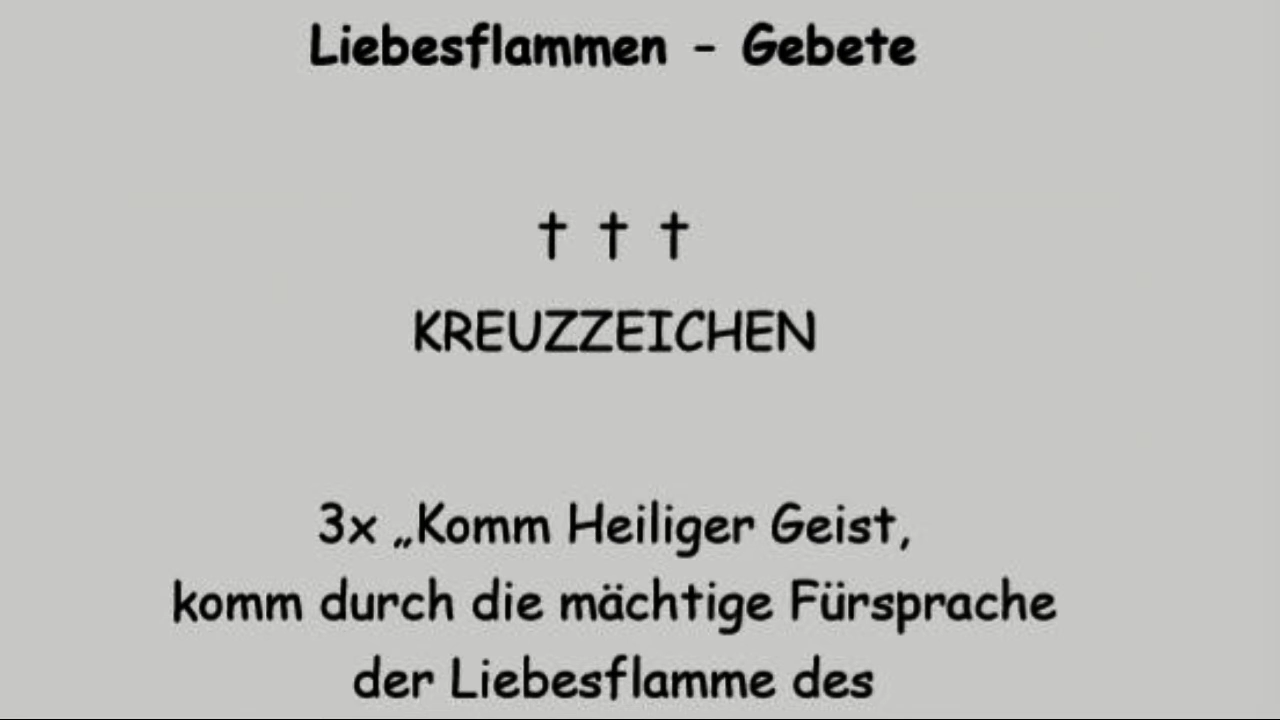 Liebesflammen - Gebete
† † †
KREUZZEICHEN
3x „Komm Heiliger Geist,
komm durch die mächtige Fürsprache
der Liebesflamme des